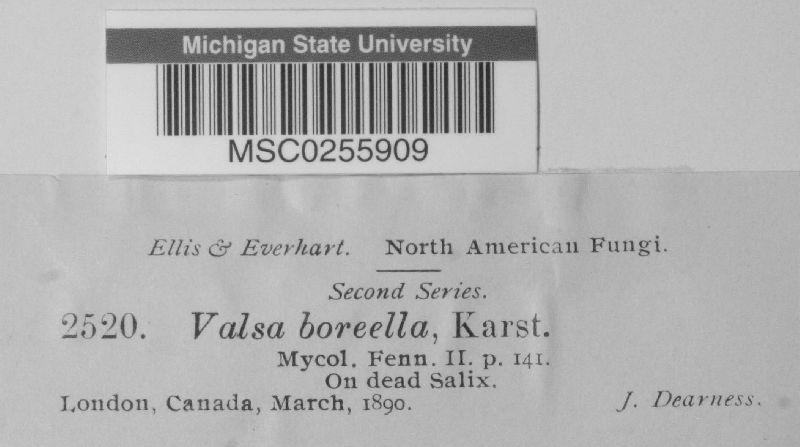 Michigan State University
MSC0255909
Ellis & Everhart. North American Fungi.
Second Series.
2520. Valsa boreella, Karst.
Mycol. Fenn. II. p. 141.
On dead Salix.
London, Canada, March, 1890. J. Dearness.